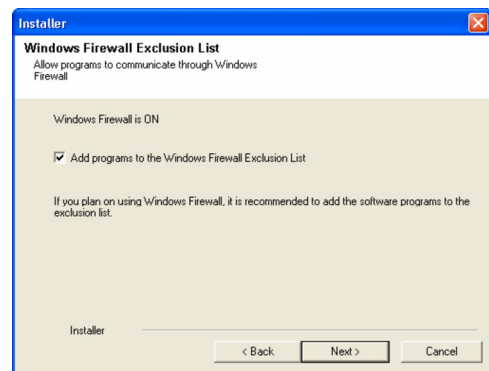 Installer
Windows Firewall Exclusion List
Allow programs to communicate through Windows
Firewall
Windows Firewall is ON
Add programs to the Windows Firewall Exclusion List
If you plan on using Windows Firewall, it is recommended to add the software programs to the
exclusion list.
Installer
< Back
Next >
Cancel